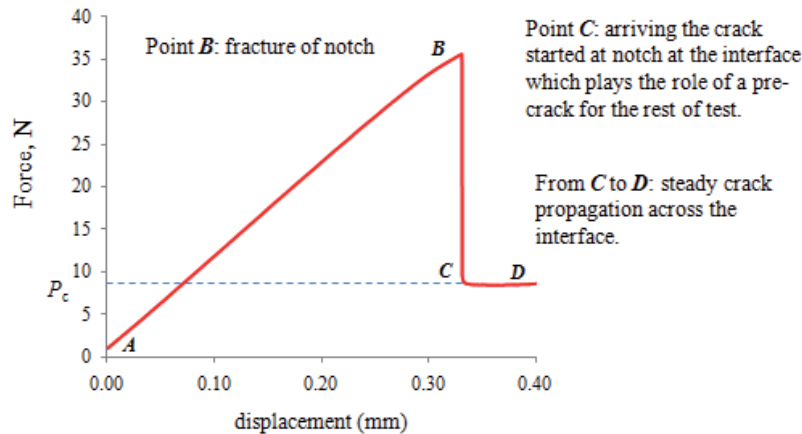 40
35
30
25
20
15
10
5
0
Force, N
P_c
Point B: fracture of notch
B
C
D
A
0.00 0.10 0.20 0.30 0.40
displacement (mm)
Point C: arriving the crack
started at notch at the interface
which plays the role of a pre-
crack for the rest of test.
From C to D: steady crack
propagation across the
interface.